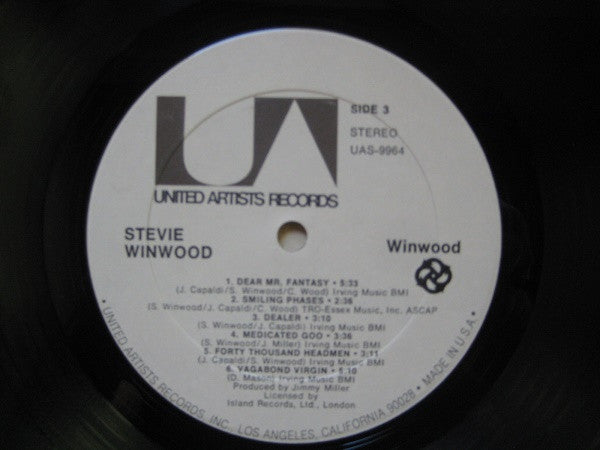 UA
SIDE 3
STEREO
UAS-9964
UNITED ARTISTS RECORDS
STEVIE
WINWOOD
Winwood
1. DEAR MR. FANTASY • 5:33
(J. Capaldi/S. Winwood/C. Wood) Irving Music BMI
2. SMILING PHASES • 2:36
(S. Winwood/J. Capaldi/C. Wood) TRO-Essex Music, Inc. ASCAP
3. DEALER • 3:10
(S. Winwood/J. Capaldi) Irving Music BMI
4. MEDICATED GOO • 3:36
(S. Winwood/J. Miller) Irving Music BMI
5. FORTY THOUSAND HEADMEN • 3:11
(J. Capaldi/S. Winwood) Irving Music BMI
6. VAGABOND VIRGIN • 5:10
(D. Mason) Irving Music BMI
Produced by Jimmy Miller
Licensed by
Island Records, Ltd., London
• UNITED ARTISTS RECORDS, INC., LOS ANGELES, CALIFORNIA 90028 • MADE IN U.S.A. •